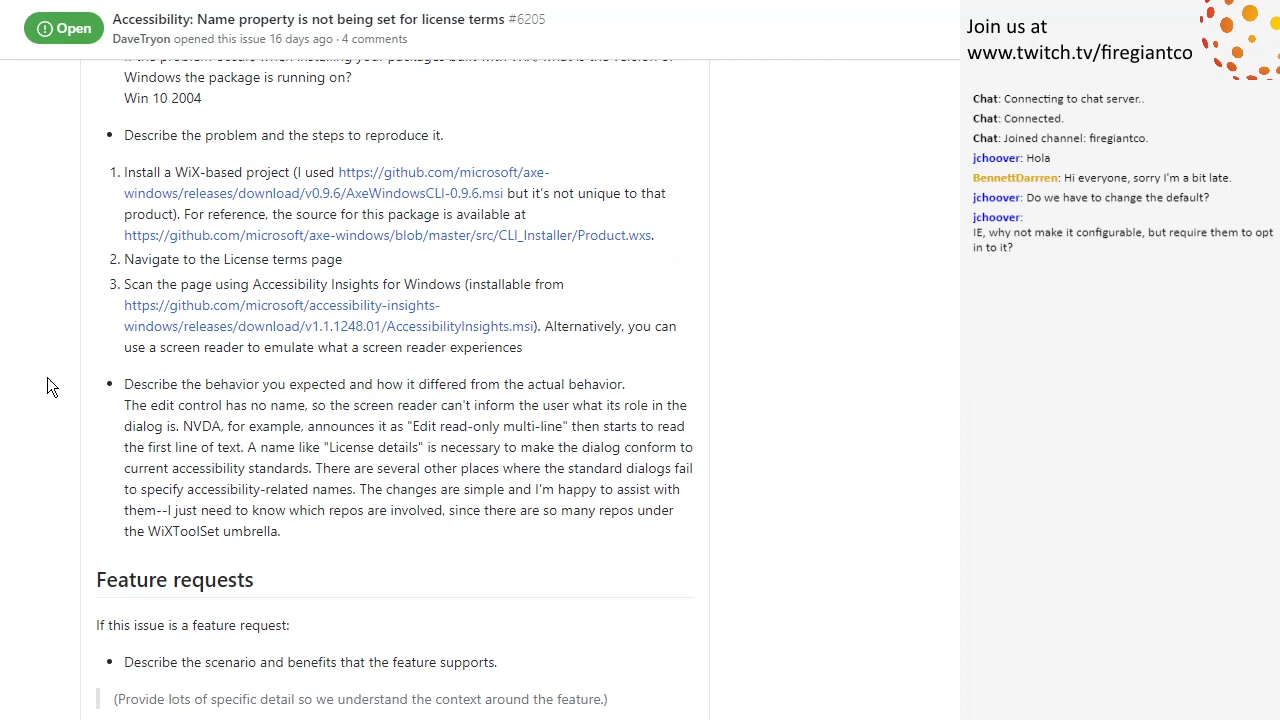 Open
Accessibility: Name property is not being set for license terms #6205
DaveTryon opened this issue 16 days ago · 4 comments
Windows the package is running on?
Win 10 2004
• Describe the problem and the steps to reproduce it.
1. Install a WiX-based project (I used https://github.com/microsoft/axe-
windows/releases/download/v0.9.6/AxeWindowsCLI-0.9.6.msi but it's not unique to that
product). For reference, the source for this package is available at
https://github.com/microsoft/axe-windows/blob/master/src/CLI_Installer/Product.wxs.
2. Navigate to the License terms page
3. Scan the page using Accessibility Insights for Windows (installable from
https://github.com/microsoft/accessibility-insights-
windows/releases/download/v1.1.1248.01/AccessibilityInsights.msi). Alternatively, you can
use a screen reader to emulate what a screen reader experiences
• Describe the behavior you expected and how it differed from the actual behavior.
The edit control has no name, so the screen reader can't inform the user what its role in the
dialog is. NVDA, for example, announces it as "Edit read-only multi-line" then starts to read
the first line of text. A name like "License details" is necessary to make the dialog conform to
current accessibility standards. There are several other places where the standard dialogs fail
to specify accessibility-related names. The changes are simple and I'm happy to assist with
them--I just need to know which repos are involved, since there are so many repos under
the WiXToolSet umbrella.
Feature requests
If this issue is a feature request:
• Describe the scenario and benefits that the feature supports.
(Provide lots of specific detail so we understand the context around the feature.)
Join us at
www.twitch.tv/firegiantco
Chat: Connecting to chat server..
Chat: Connected.
Chat: Joined channel: firegiantco.
jchoover: Hola
BennettDarrren: Hi everyone, sorry I'm a bit late.
jchoover: Do we have to change the default?
jchoover:
IE, why not make it configurable, but require them to opt
in to it?